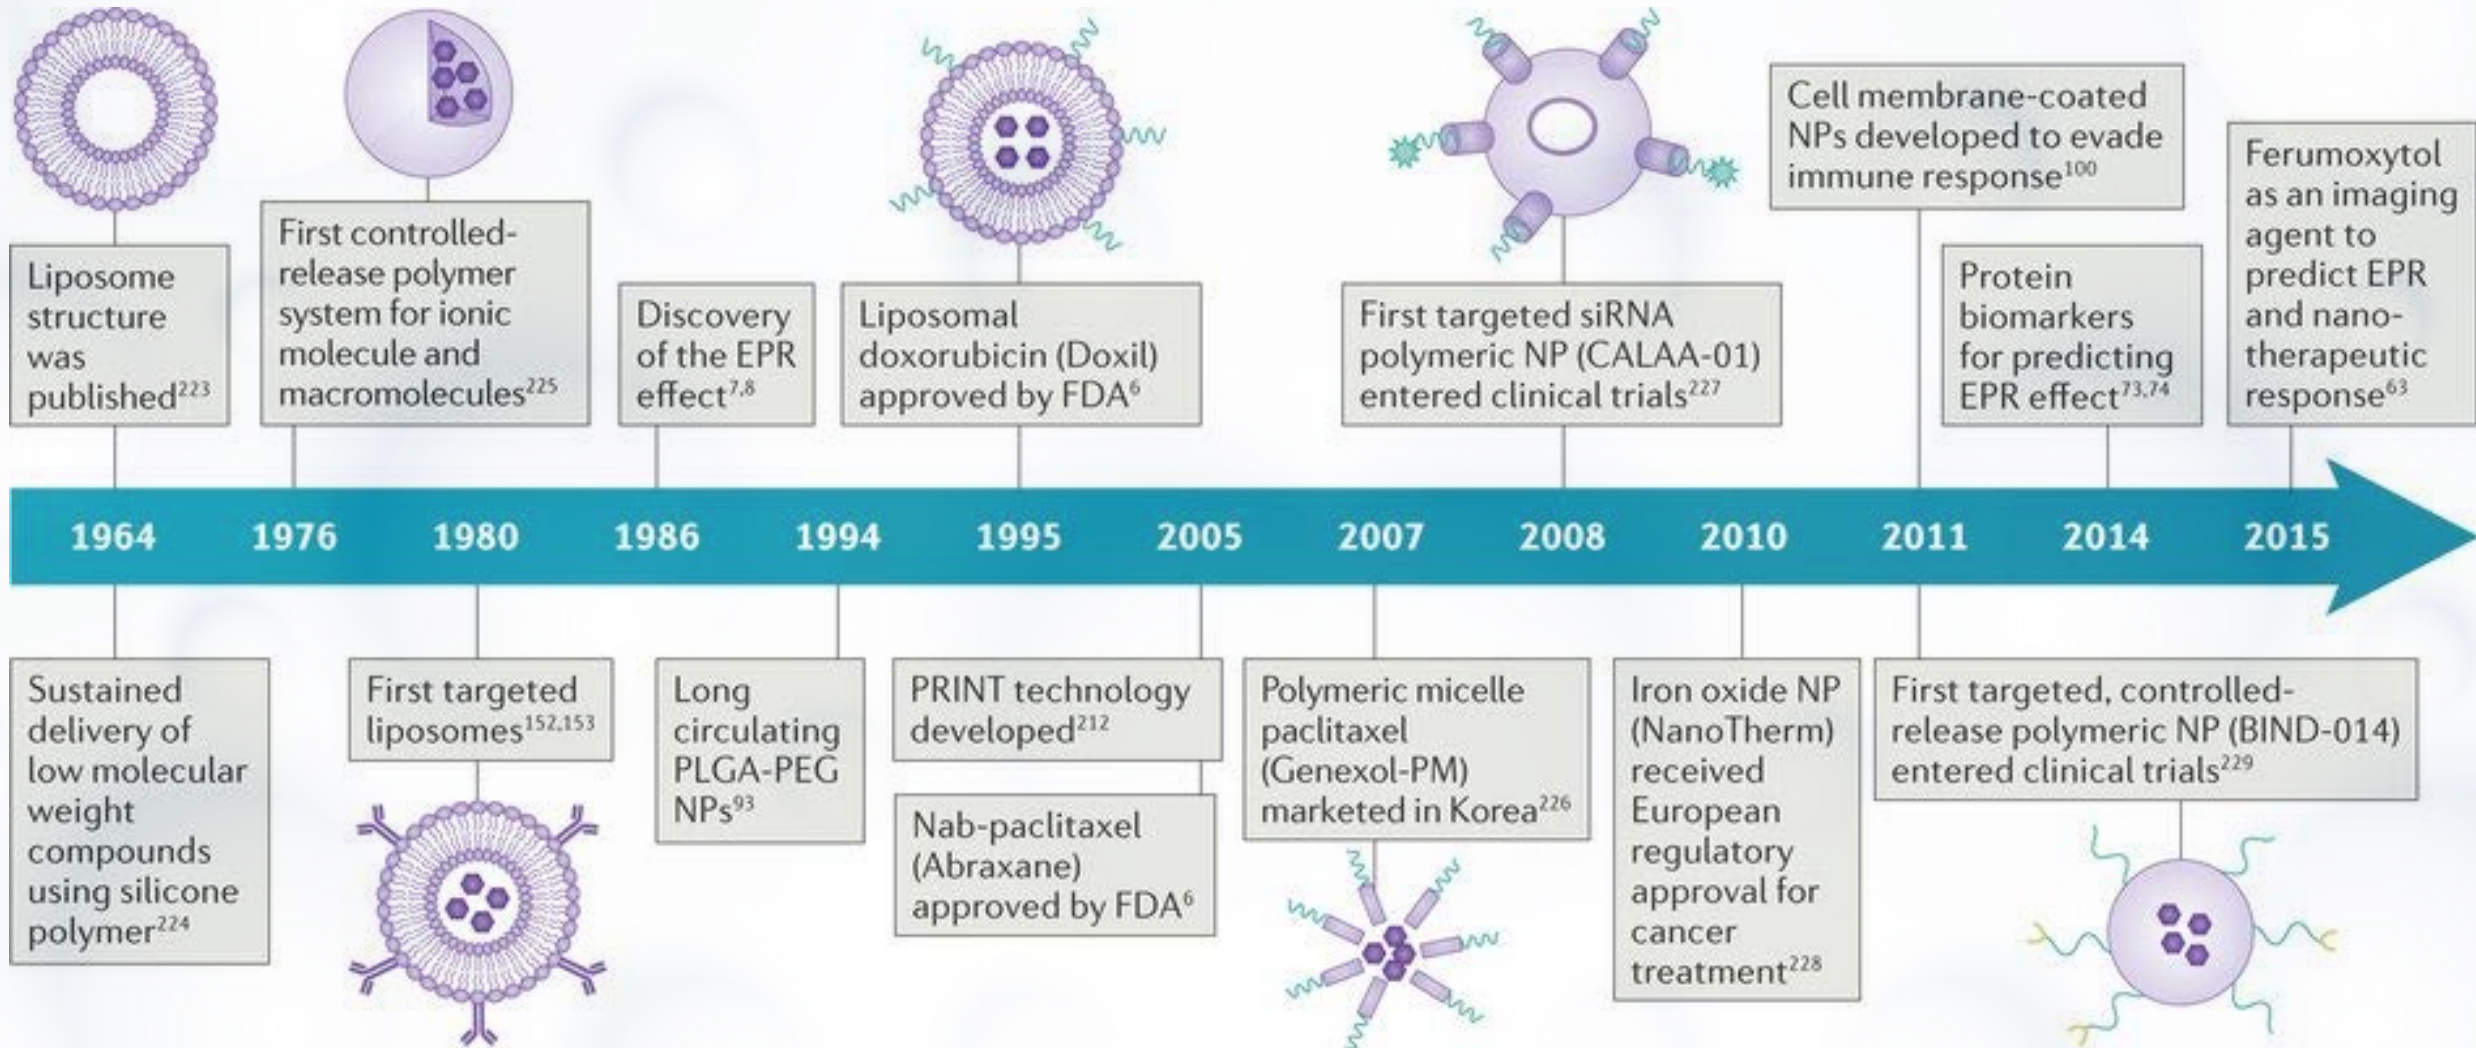 Liposome
structure
was
published223
First controlled-
release polymer
system for ionic
molecule and
macromolecules225
Discovery
of the EPR
effect7,8
Liposomal
doxorubicin (Doxil)
approved by FDA6
First targeted siRNA
polymeric NP (CALAA-01)
entered clinical trials227
Cell membrane-coated
NPs developed to evade
immune response100
Protein
biomarkers
for predicting
EPR effect73,74
Ferumoxytol
as an imaging
agent to
predict EPR
and nano-
therapeutic
response63
1964 1976 1980 1986 1994 1995 2005 2007 2008 2010 2011 2014 2015
Sustained
delivery of
low molecular
weight
compounds
using silicone
polymer224
First targeted
liposomes152,153
Long
circulating
PLGA-PEG
NPs93
PRINT technology
developed212
Nab-paclitaxel
(Abraxane)
approved by FDA6
Polymeric micelle
paclitaxel
(Genexol-PM)
marketed in Korea226
Iron oxide NP
(NanoTherm)
received
European
regulatory
approval for
cancer
treatment228
First targeted, controlled-
release polymeric NP (BIND-014)
entered clinical trials229